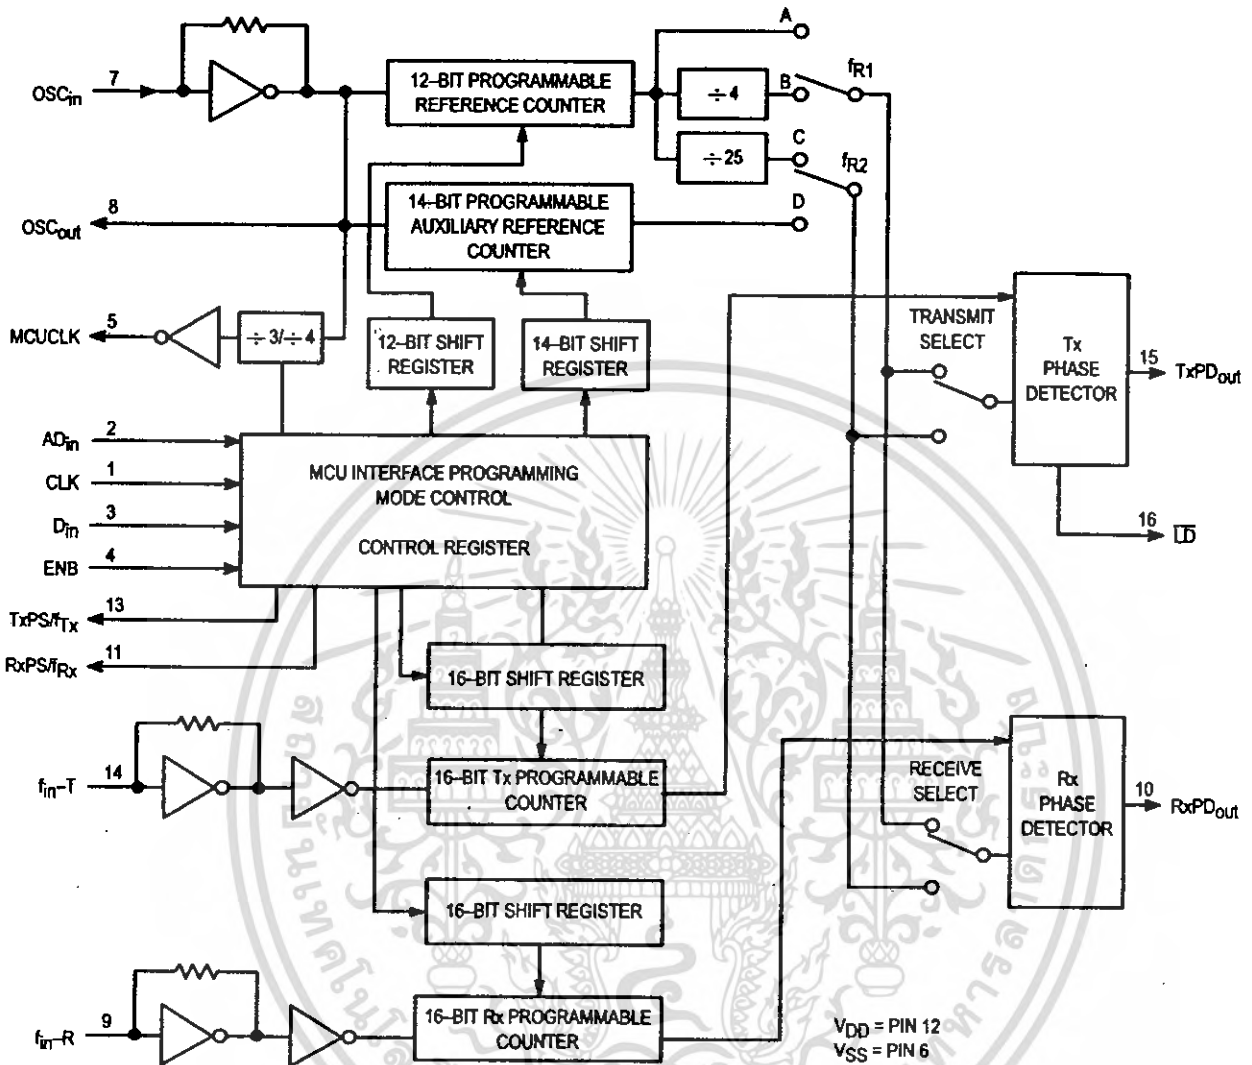 A
7
OSCin
12–BIT PROGRAMMABLE
REFERENCE COUNTER
÷ 4
B
fR1
÷ 25
C
fR2
8
OSCout
14–BIT PROGRAMMABLE
AUXILIARY REFERENCE
COUNTER
D
5
MCUCLK
÷ 3/÷ 4
12–BIT SHIFT
REGISTER
14–BIT SHIFT
REGISTER
TRANSMIT
SELECT
Tx
PHASE
DETECTOR
15
TxPDout
2
ADin
1
CLK
3
Din
4
ENB
MCU INTERFACE PROGRAMMING
MODE CONTROL
CONTROL REGISTER
16
LD
13
TxPS/fTx
11
RxPS/fRx
16–BIT SHIFT REGISTER
14
fin–T
16–BIT Tx PROGRAMMABLE
COUNTER
RECEIVE
SELECT
Rx
PHASE
DETECTOR
10
RxPDout
16–BIT SHIFT REGISTER
9
fin–R
16–BIT Rx PROGRAMMABLE
COUNTER
VDD = PIN 12
VSS = PIN 6